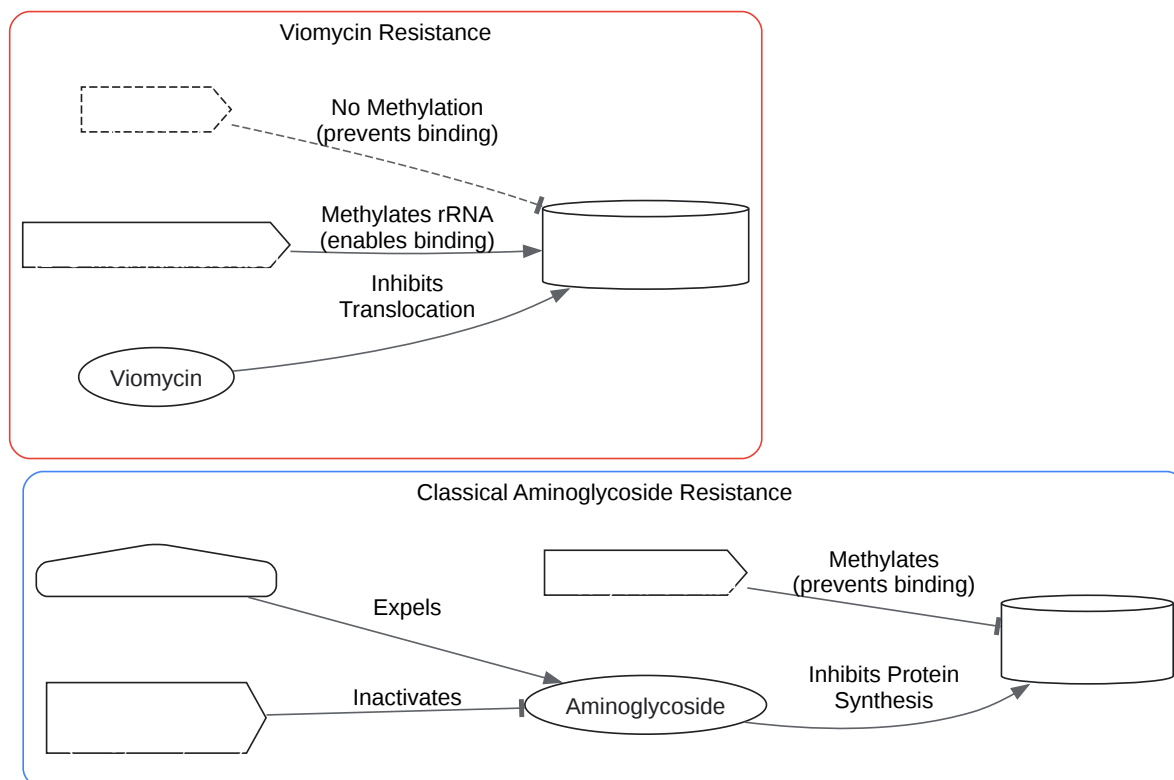 Viomycin Resistance
No Methylation
(prevents binding)
Methylates rRNA
(enables binding)
Inhibits
Translocation
Viomycin
Classical Aminoglycoside Resistance
Methylates
(prevents binding)
Expels
Inhibits Protein
Synthesis
Inactivates
Aminoglycoside